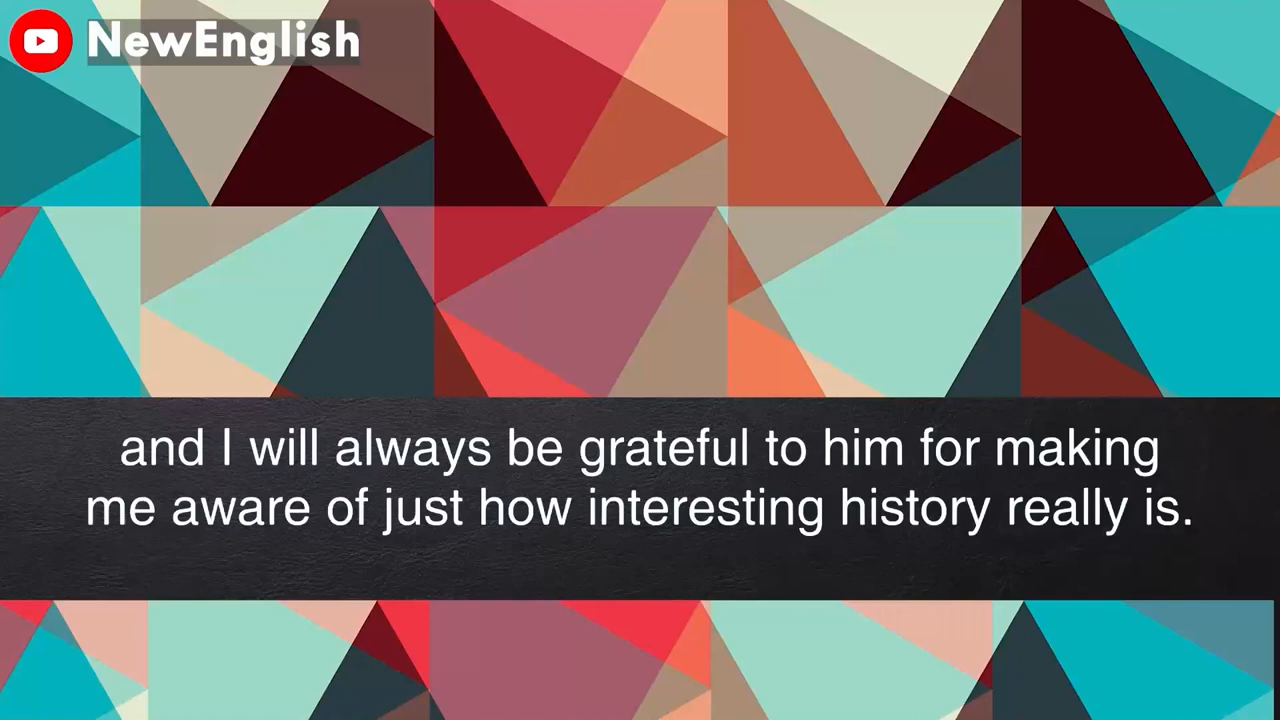 NewEnglish
and I will always be grateful to him for making
me aware of just how interesting history really is.